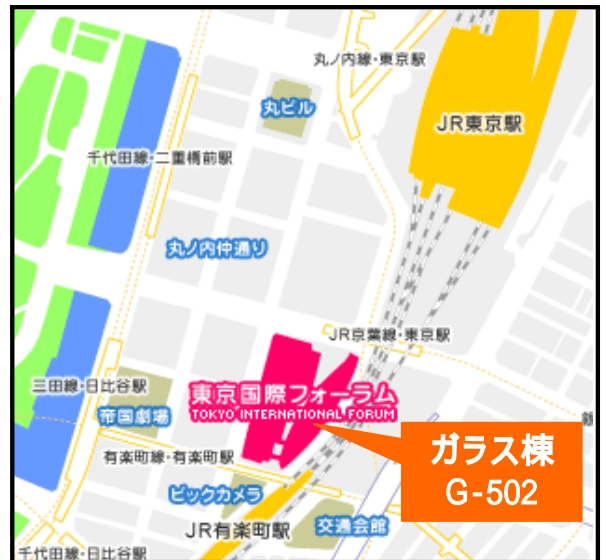 丸ノ内線・東京駅
丸ビル
JR東京駅
千代田線・二重橋前駅
丸ノ内仲通り
JR京葉線・東京駅
三田線・日比谷駅
東京国際フォーラム
TOKYO INTERNATIONAL FORUM
帝国劇場
ガラス棟
G-502
有楽町線・有楽町駅
ビックカメラ
JR有楽町駅
交通会館
千代田線・日比谷駅